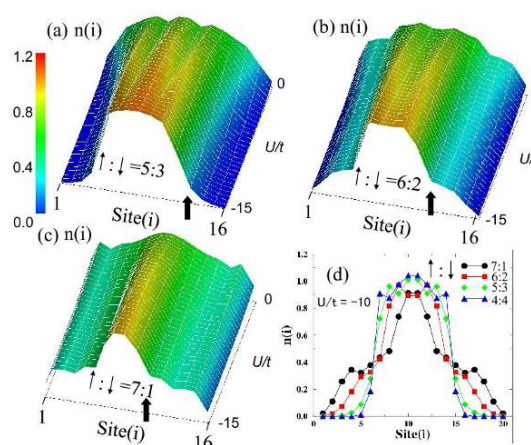 (a) n(i)
1.2
0.8
0.4
0.0
0
U/t
-15
↑ : ↓ =5:3
1
Site(i)
16
(b) n(i)
0
U/t
-15
↑ : ↓ =6:2
1
Site(i)
16
(c) n(i)
0
U/t
-15
↑ : ↓ =7:1
1
Site(i)
16
(d)
↑ : ↓
7:1
6:2
5:3
4:4
U/t = -10
n(i)
1.2
1.0
0.8
0.6
0.4
0.2
0.0
0 5 10 15 20
Site(i)